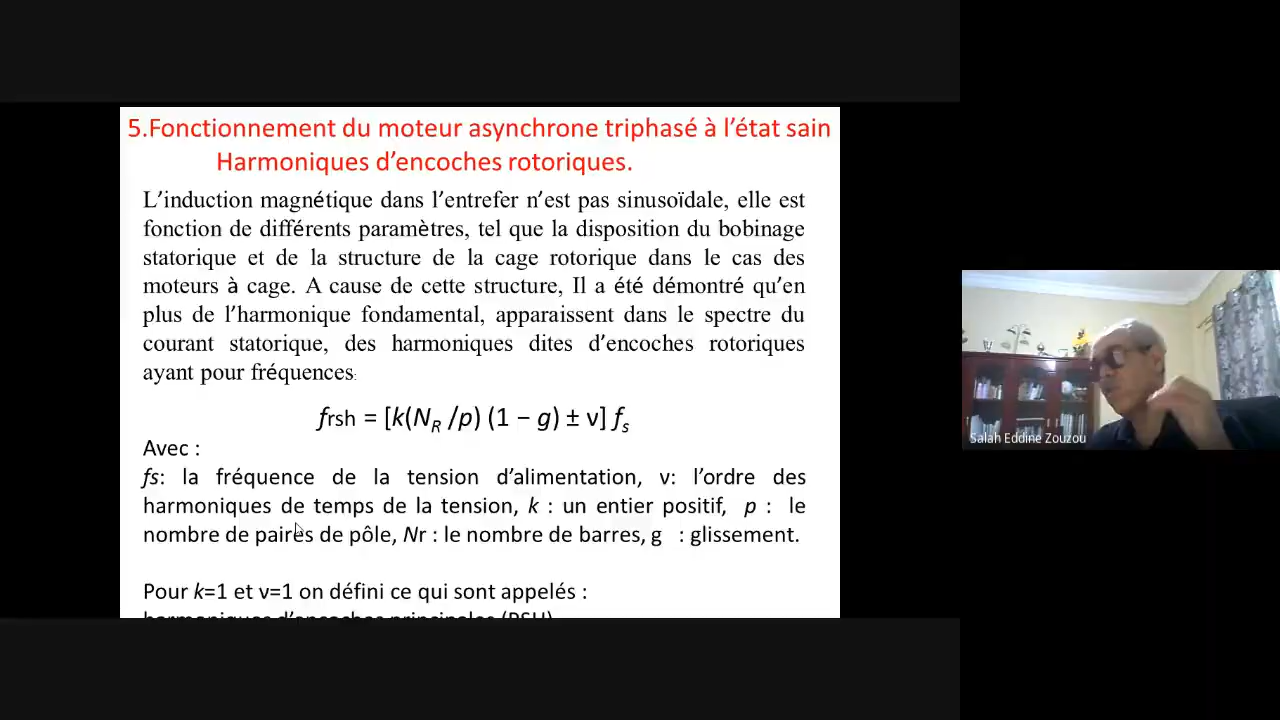 5.Fonctionnement du moteur asynchrone triphasé à l'état sain
Harmoniques d'encoches rotoriques.
L'induction magnétique dans l'entrefer n'est pas sinusoïdale, elle est
fonction de différents paramètres, tel que la disposition du bobinage
statorique et de la structure de la cage rotorique dans le cas des
moteurs à cage. A cause de cette structure, Il a été démontré qu'en
plus de l'harmonique fondamental, apparaissent dans le spectre du
courant statorique, des harmoniques dites d'encoches rotoriques
ayant pour fréquences:
frsh = [k(NR /p) (1 − g) ± ν] fs
Avec :
fs: la fréquence de la tension d'alimentation, ν: l'ordre des
harmoniques de temps de la tension, k : un entier positif, p : le
nombre de paires de pôle, Nr : le nombre de barres, g : glissement.
Pour k=1 et ν=1 on défini ce qui sont appelés :
harmoniques d'encoches principales (RSH)
Salah Eddine Zouzou